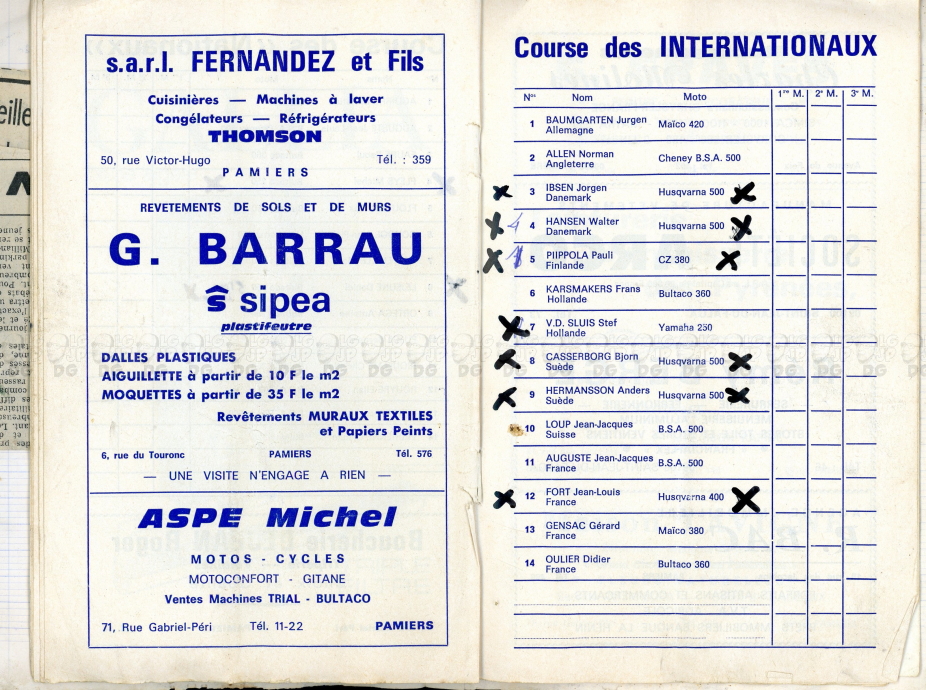 s.a.r.l. FERNANDEZ et Fils
Cuisinières — Machines à laver
Congélateurs — Réfrigérateurs
THOMSON
50, rue Victor-Hugo Tél. : 359
PAMIERS
REVETEMENTS DE SOLS ET DE MURS
G. BARRAU
ŝ sipea
plastifeutre
DALLES PLASTIQUES
AIGUILLETTE à partir de 10 F le m2
MOQUETTES à partir de 35 F le m2
Revêtements MURAUX TEXTILES
et Papiers Peints
6, rue du Touronc PAMIERS Tél. 576
— UNE VISITE N'ENGAGE A RIEN —
ASPE Michel
MOTOS - CYCLES
MOTOCONFORT - GITANE
Ventes Machines TRIAL - BULTACO
71, Rue Gabriel-Péri Tél. 11-22 PAMIERS
Course des INTERNATIONAUX
Nos Nom Moto 1re M. 2e M. 3e M.
1 BAUMGARTEN Jurgen Maïco 420
Allemagne
2 ALLEN Norman Cheney B.S.A. 500
Angleterre
3 IBSEN Jorgen Husqvarna 500
Danemark
4 HANSEN Walter Husqvarna 500
Danemark
5 PIIPPOLA Pauli CZ 380
Finlande
6 KARSMAKERS Frans Bultaco 360
Hollande
7 V.D. SLUIS Stef Yamaha 250
Hollande
8 CASSERBORG Bjorn Husqvarna 500
Suède
9 HERMANSSON Anders Husqvarna 500
Suède
10 LOUP Jean-Jacques B.S.A. 500
Suisse
11 AUGUSTE Jean-Jacques B.S.A. 500
France
12 FORT Jean-Louis Husqvarna 400
France
13 GENSAC Gérard Maïco 380
France
14 OULIER Didier Bultaco 360
France